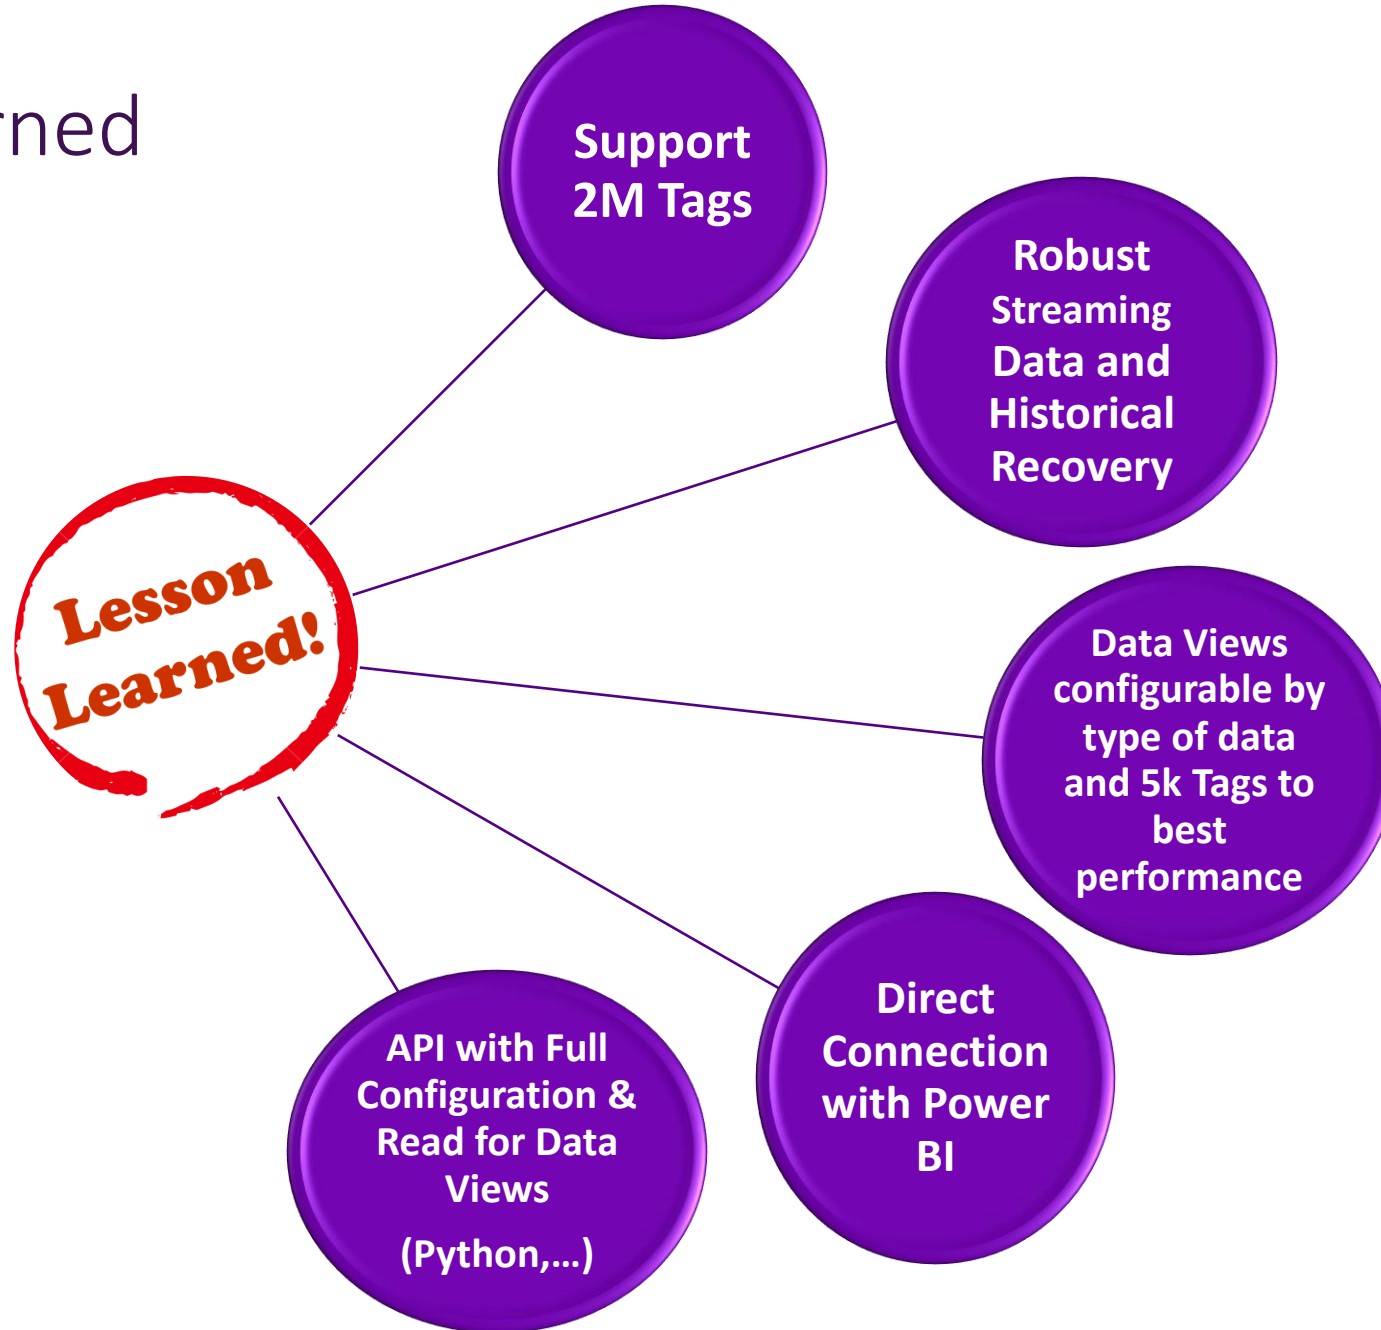 rned
Support
2M Tags
Robust
Streaming
Data and
Historical
Recovery
Lesson
Learned!
Data Views
configurable by
type of data
and 5k Tags to
best
performance
Direct
Connection
with Power
BI
API with Full
Configuration &
Read for Data
Views
(Python,...)